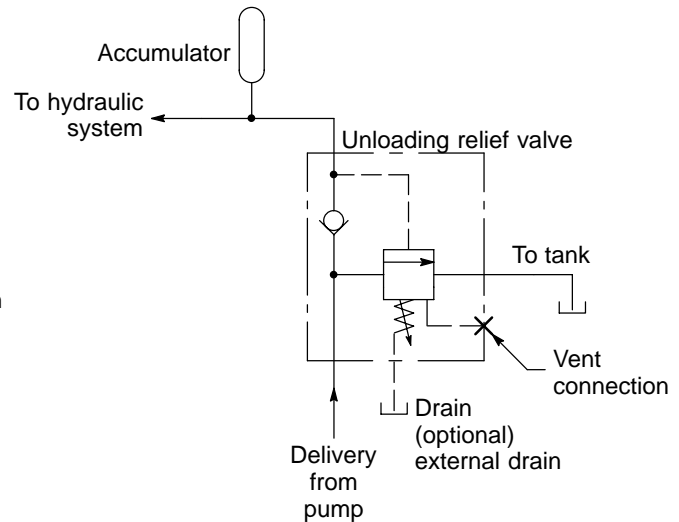 Accumulator
To hydraulic
system
Unloading relief valve
To tank
Vent
connection
Drain
(optional)
external drain
Delivery
from
pump